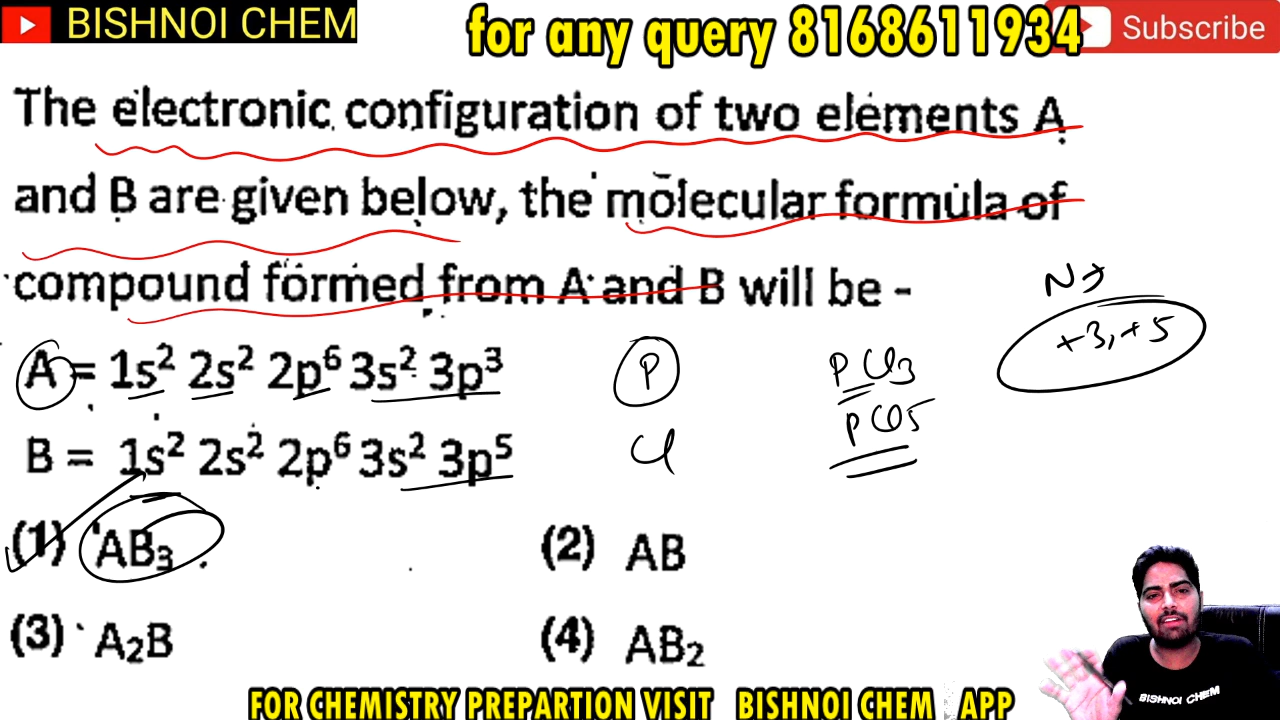 BISHNOI CHEM
for any query 8168611934
Subscribe
The electronic configuration of two elements A
and B are given below, the molecular formula of
compound formed from A and B will be -
A = 1s² 2s² 2p⁶ 3s² 3p³
P
PCl3
+3, +5
B = 1s² 2s² 2p⁶ 3s² 3p⁵
Cl
PCl5
(1) AB₃
(2) AB
(3) A₂B
(4) AB₂
BISHNOI CHEM
FOR CHEMISTRY PREPARTION VISIT BISHNOI CHEM APP